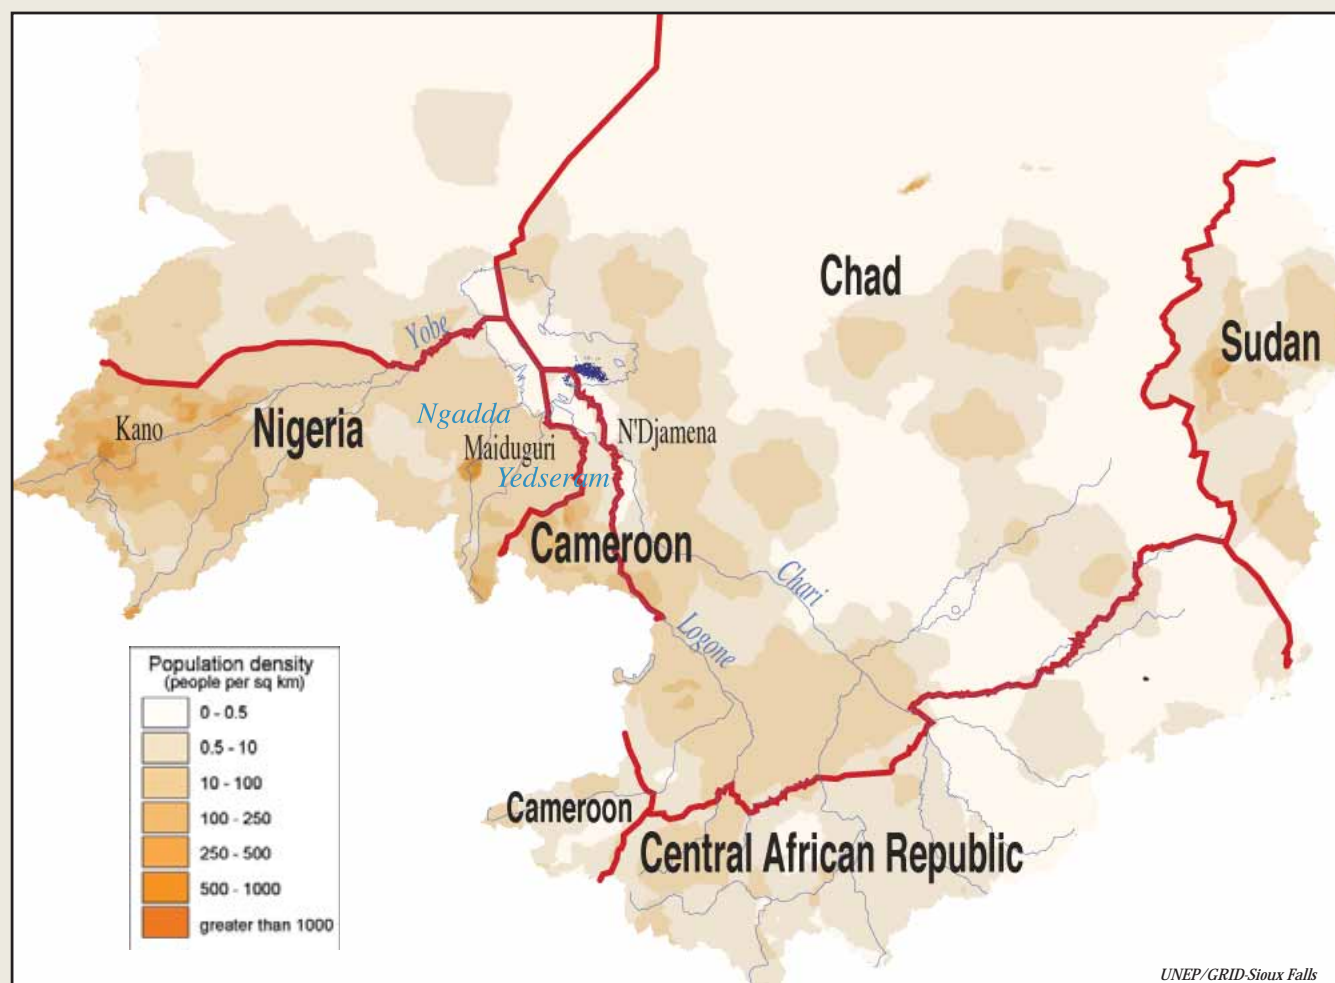 Chad
Sudan
Yobe
Kano
Nigeria
Ngadda
Maiduguri
N'Djamena
Yedseram
Cameroon
Chari
Logone
Population density
(people per sq km)
0 - 0.5
0.5 - 10
10 - 100
100 - 250
250 - 500
500 - 1000
greater than 1000
Cameroon
Central African Republic
UNEP/GRID-Sioux Falls